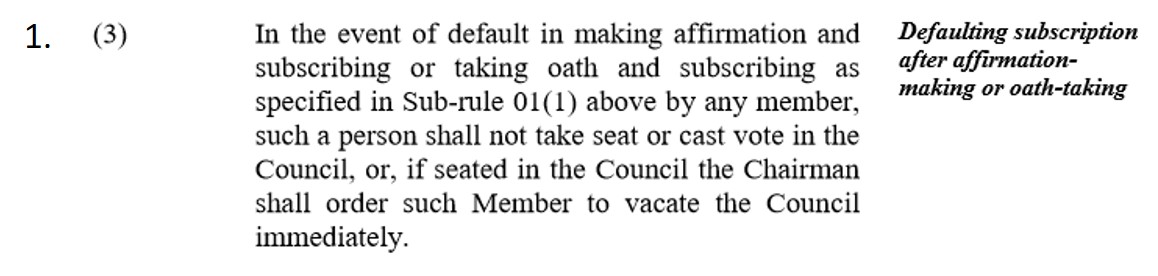 1. (3) In the event of default in making affirmation and
subscribing or taking oath and subscribing as
specified in Sub-rule 01(1) above by any member,
such a person shall not take seat or cast vote in the
Council, or, if seated in the Council the Chairman
shall order such Member to vacate the Council
immediately.
Defaulting subscription
after affirmation-
making or oath-taking